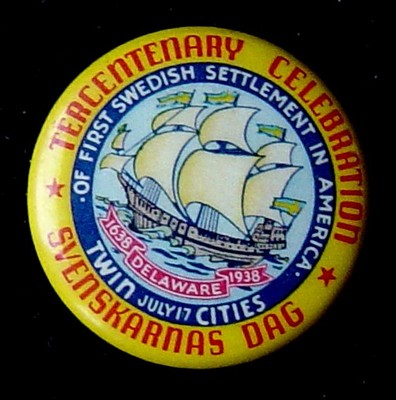 TERCENTENARY CELEBRATION
·OF FIRST SWEDISH SETTLEMENT IN AMERICA·
1638 DELAWARE 1938
TWIN JULY 17 CITIES
SVENSKARNAS DAG